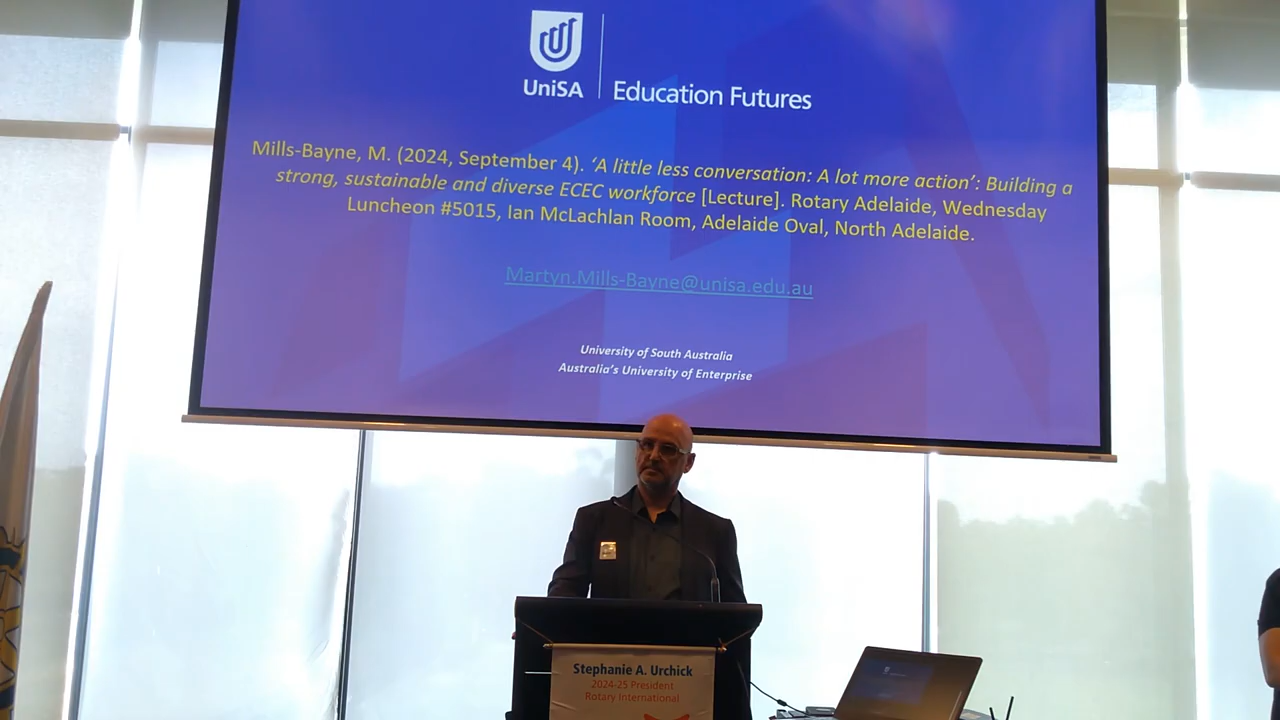 UniSA
Education Futures
Mills-Bayne, M. (2024, September 4). ‘A little less conversation: A lot more action’: Building a
strong, sustainable and diverse ECEC workforce [Lecture]. Rotary Adelaide, Wednesday
Luncheon #5015, Ian McLachlan Room, Adelaide Oval, North Adelaide.
Martyn.Mills-Bayne@unisa.edu.au
University of South Australia
Australia's University of Enterprise
Stephanie A. Urchick
2024-25 President
Rotary International